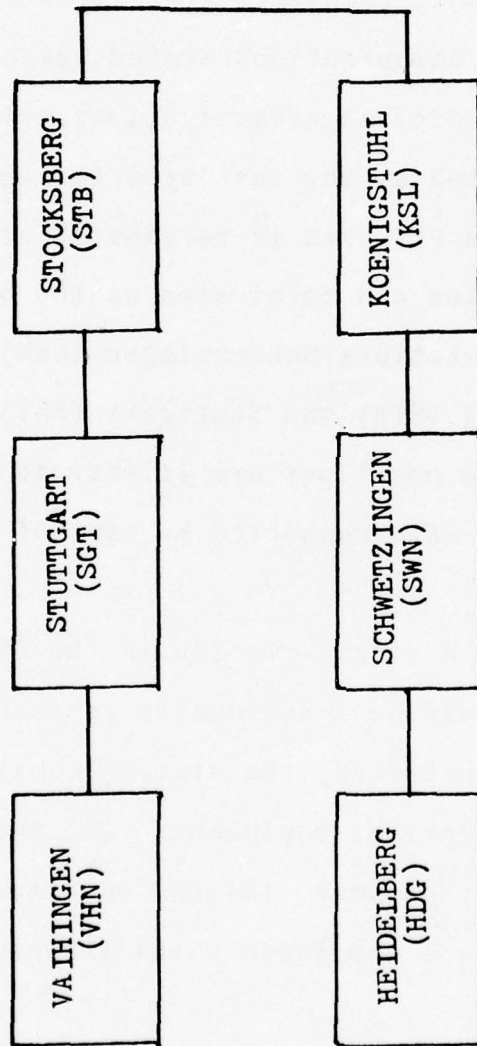 VAIHINGEN
(VHN)
STUTTGART
(SGT)
STOCKSBERG
(STB)
HEIDELBERG
(HDG)
SCHWETZINGEN
(SWN)
KOENIGSTUHL
(KSL)